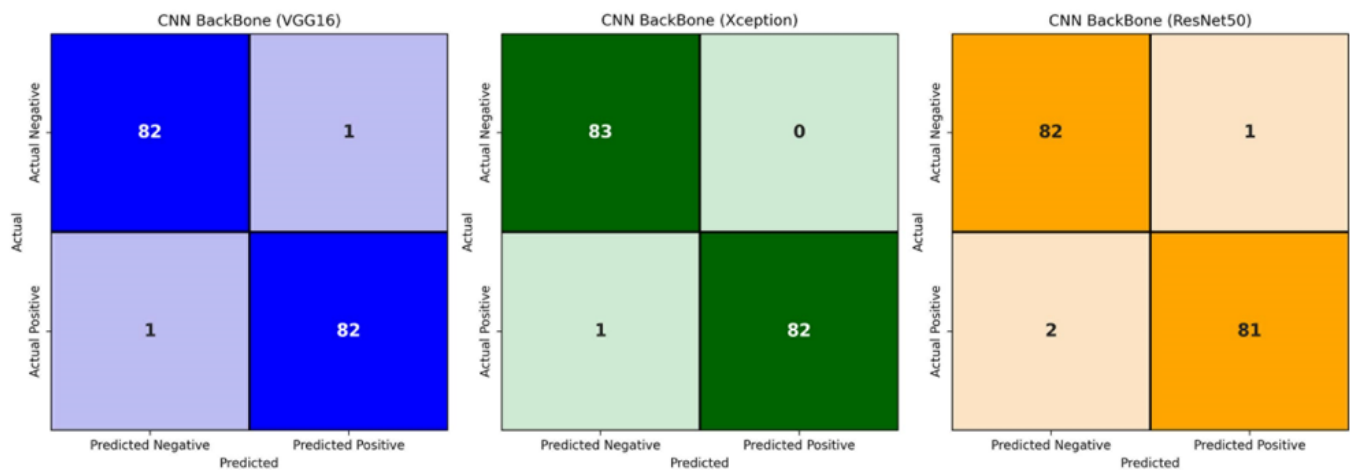 CNN BackBone (VGG16)
Actual Negative
82
1
Actual
Actual Positive
1
82
Predicted Negative
Predicted Positive
Predicted
CNN BackBone (Xception)
Actual Negative
83
0
Actual
Actual Positive
1
82
Predicted Negative
Predicted Positive
Predicted
CNN BackBone (ResNet50)
Actual Negative
82
1
Actual
Actual Positive
2
81
Predicted Negative
Predicted Positive
Predicted